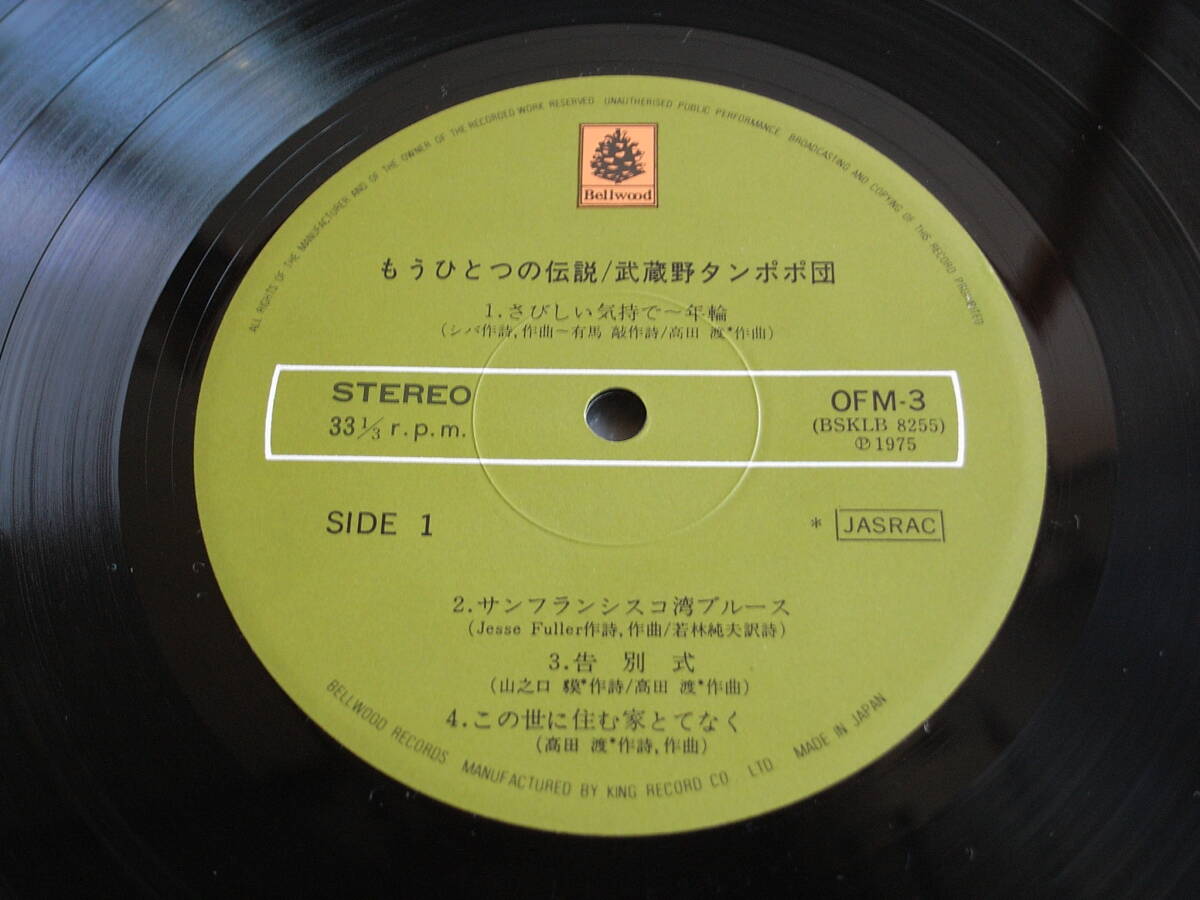 ALL RIGHTS OF THE MANUFACTURER AND OF THE OWNER OF THE RECORDED WORK RESERVED. UNAUTHORISED PUBLIC PERFORMANCE BROADCASTING AND COPYING OF THIS RECORD PROHIBITED
Bellwood
もうひとつの伝説/武蔵野タンポポ団
1.さびしい気持で〜年輪
(シバ作詩,作曲〜有馬 敲作詩/高田 渡*作曲)
STEREO
33 1/3 r.p.m.
OFM-3
(BSKLB 8255)
℗1975
SIDE 1
* JASRAC
2.サンフランシスコ湾ブルース
(Jesse Fuller作詩,作曲/若林純夫訳詩)
3.告別式
(山之口 貘*作詩/高田 渡*作曲)
4.この世に住む家とてなく
(高田 渡*作詩,作曲)
BELLWOOD RECORDS. MANUFACTURED BY KING RECORD CO. LTD. MADE IN JAPAN